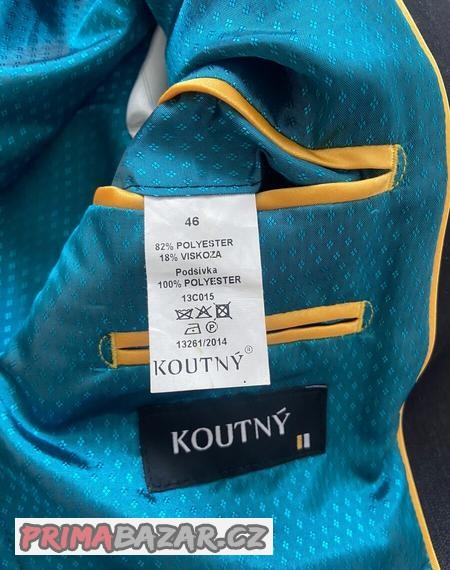 46
82% POLYESTER
18% VISKOZA
Podšívka
100% POLYESTER
13C015
13261/2014
KOUTNÝ®
KOUTNÝ
PRIMABAZAR.CZ